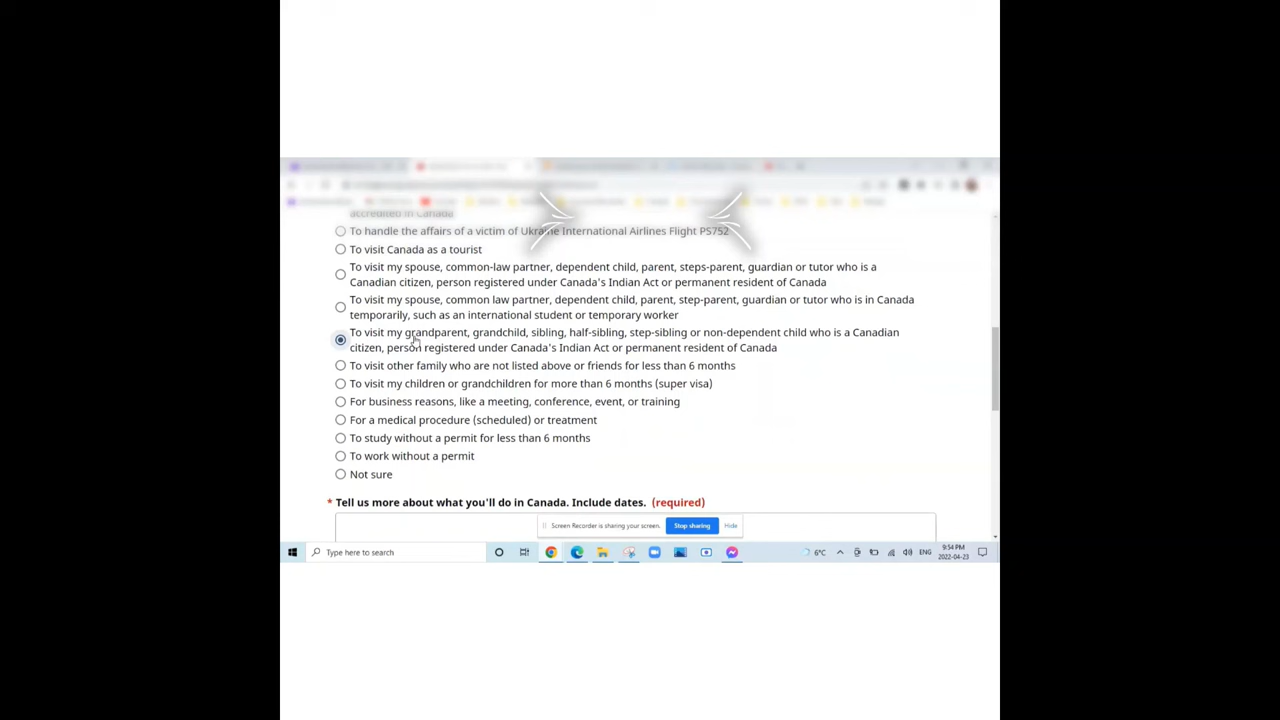 accredited in Canada
To handle the affairs of a victim of Ukraine International Airlines Flight PS752
To visit Canada as a tourist
To visit my spouse, common-law partner, dependent child, parent, steps-parent, guardian or tutor who is a
Canadian citizen, person registered under Canada's Indian Act or permanent resident of Canada
To visit my spouse, common law partner, dependent child, parent, step-parent, guardian or tutor who is in Canada
temporarily, such as an international student or temporary worker
To visit my grandparent, grandchild, sibling, half-sibling, step-sibling or non-dependent child who is a Canadian
citizen, person registered under Canada's Indian Act or permanent resident of Canada
To visit other family who are not listed above or friends for less than 6 months
To visit my children or grandchildren for more than 6 months (super visa)
For business reasons, like a meeting, conference, event, or training
For a medical procedure (scheduled) or treatment
To study without a permit for less than 6 months
To work without a permit
Not sure
* Tell us more about what you'll do in Canada. Include dates. (required)
Screen Recorder is sharing your screen. Stop sharing Hide
Type here to search
6°C ENG 9:54 PM
2022-04-23